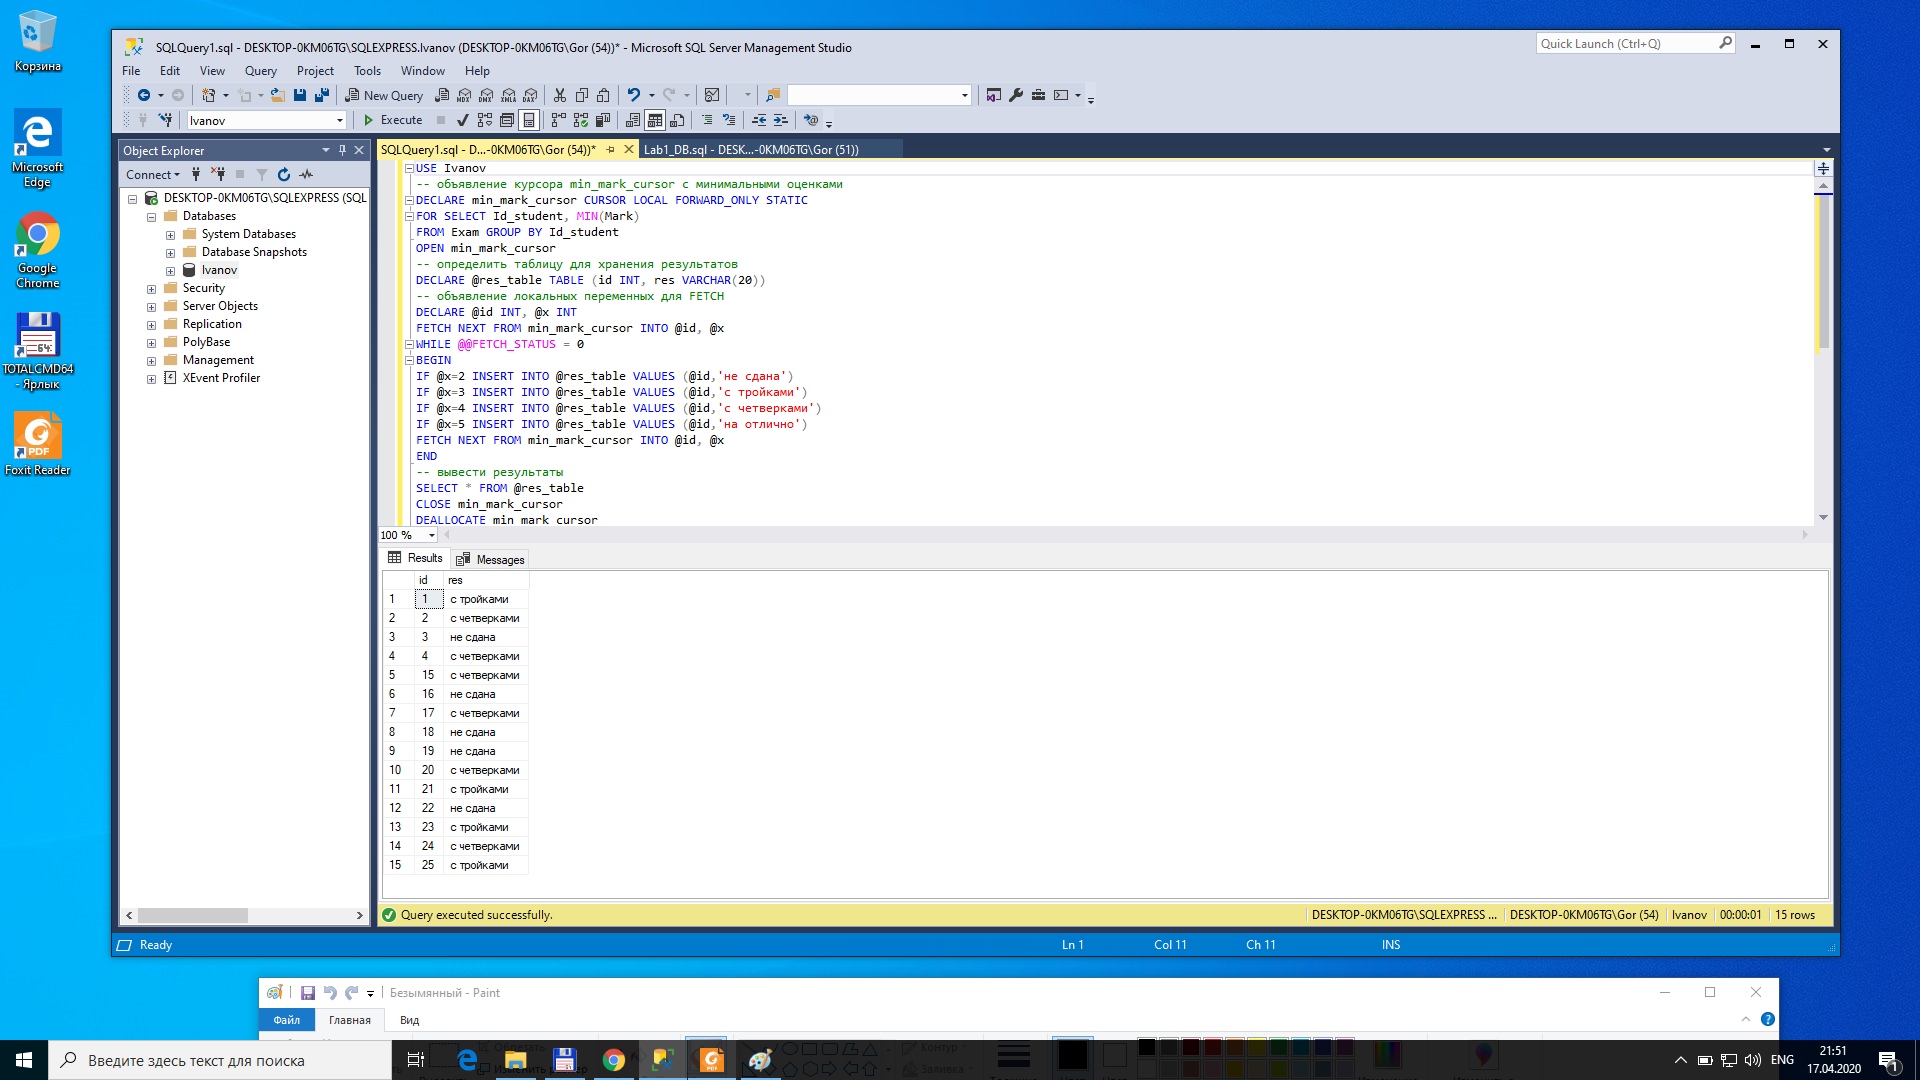 Корзина
Microsoft Edge
Google Chrome
TOTALCMD64 - Ярлык
Foxit Reader
SQLQuery1.sql - DESKTOP-0KM06TG\SQLEXPRESS.Ivanov (DESKTOP-0KM06TG\Gor (54))* - Microsoft SQL Server Management Studio
Quick Launch (Ctrl+Q)
File Edit View Query Project Tools Window Help
New Query
Ivanov Execute
Object Explorer
Connect
DESKTOP-0KM06TG\SQLEXPRESS (SQL
Databases
System Databases
Database Snapshots
Ivanov
Security
Server Objects
Replication
PolyBase
Management
XEvent Profiler
SQLQuery1.sql - D...-0KM06TG\Gor (54))* Lab1_DB.sql - DESK...-0KM06TG\Gor (51))
USE Ivanov
-- объявление курсора min_mark_cursor с минимальными оценками
DECLARE min_mark_cursor CURSOR LOCAL FORWARD_ONLY STATIC
FOR SELECT Id_student, MIN(Mark)
FROM Exam GROUP BY Id_student
OPEN min_mark_cursor
-- определить таблицу для хранения результатов
DECLARE @res_table TABLE (id INT, res VARCHAR(20))
-- объявление локальных переменных для FETCH
DECLARE @id INT, @x INT
FETCH NEXT FROM min_mark_cursor INTO @id, @x
WHILE @@FETCH_STATUS = 0
BEGIN
IF @x=2 INSERT INTO @res_table VALUES (@id,'не сдана')
IF @x=3 INSERT INTO @res_table VALUES (@id,'с тройками')
IF @x=4 INSERT INTO @res_table VALUES (@id,'с четверками')
IF @x=5 INSERT INTO @res_table VALUES (@id,'на отлично')
FETCH NEXT FROM min_mark_cursor INTO @id, @x
END
-- вывести результаты
SELECT * FROM @res_table
CLOSE min_mark_cursor
DEALLOCATE min_mark_cursor
100 %
Results Messages
id res
1 1 с тройками
2 2 с четверками
3 3 не сдана
4 4 с четверками
5 15 с четверками
6 16 не сдана
7 17 с четверками
8 18 не сдана
9 19 не сдана
10 20 с четверками
11 21 с тройками
12 22 не сдана
13 23 с тройками
14 24 с четверками
15 25 с тройками
Query executed successfully. DESKTOP-0KM06TG\SQLEXPRESS ... DESKTOP-0KM06TG\Gor (54) Ivanov 00:00:01 15 rows
Ready Ln 1 Col 11 Ch 11 INS
Безымянный - Paint
Файл Главная Вид
Введите здесь текст для поиска
ENG 21:51
17.04.2020
1